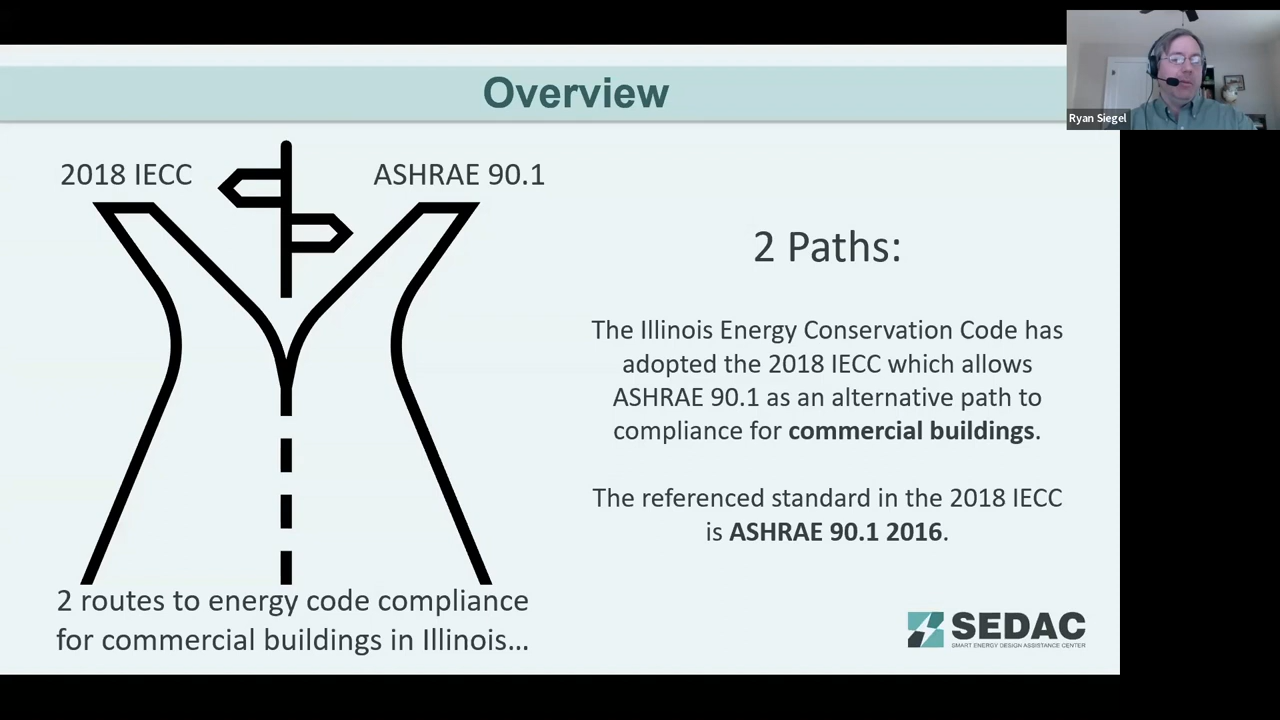 Overview
Ryan Siegel
2018 IECC
ASHRAE 90.1
2 Paths:
The Illinois Energy Conservation Code has
adopted the 2018 IECC which allows
ASHRAE 90.1 as an alternative path to
compliance for commercial buildings.
The referenced standard in the 2018 IECC
is ASHRAE 90.1 2016.
2 routes to energy code compliance
for commercial buildings in Illinois...
SEDAC
SMART ENERGY DESIGN ASSISTANCE CENTER